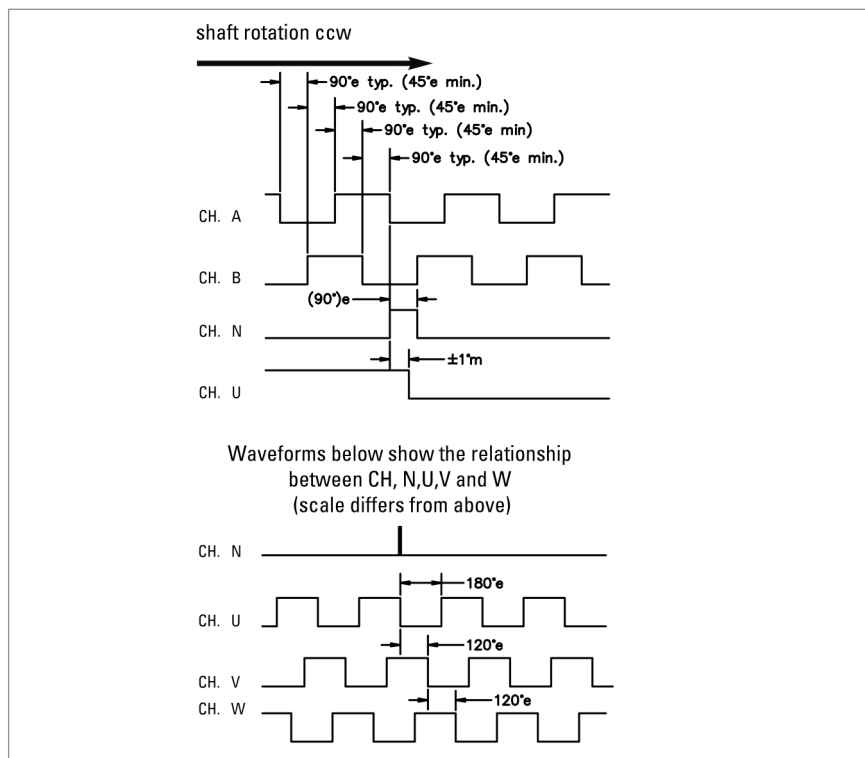 shaft rotation ccw
90°e typ. (45°e min.)
90°e typ. (45°e min.)
90°e typ. (45°e min)
90°e typ. (45°e min.)
CH. A
CH. B
(90°)e
CH. N
±1°m
CH. U
Waveforms below show the relationship
between CH, N,U,V and W
(scale differs from above)
CH. N
180°e
CH. U
120°e
CH. V
120°e
CH. W